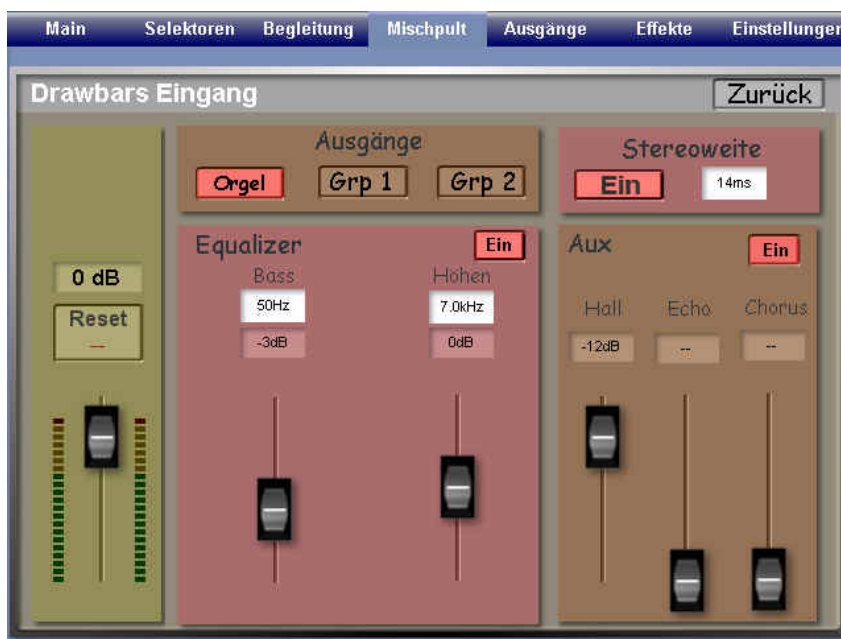 Main Selektoren Begleitung Mischpult Ausgänge Effekte Einstellungen
Drawbars Eingang Zurück
Ausgänge
Orgel Grp 1 Grp 2
Stereoweite
Ein 14ms
0 dB
Reset
--
Equalizer Ein
Bass Höhen
50Hz 7.0kHz
-3dB 0dB
Aux Ein
Hall Echo Chorus
-12dB -- --